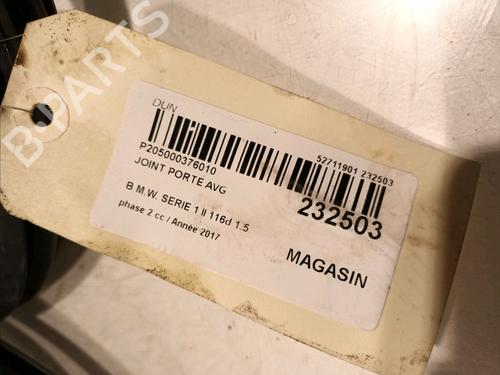 B-PARTS
DUN
P205000376010
52711901 232503
JOINT PORTE AVG
232503
B M.W. SERIE 1 II 116d 1.5
phase 2 cc / Année 2017
MAGASIN